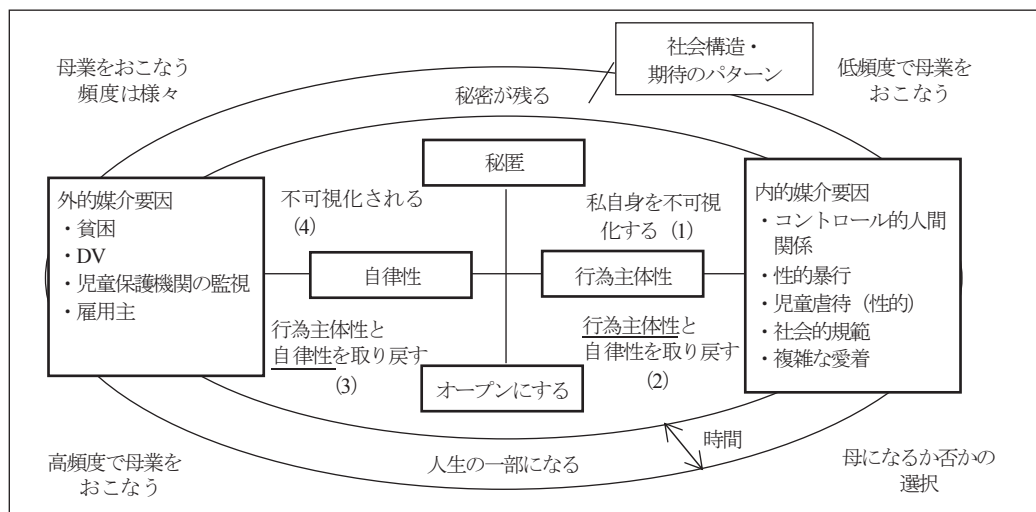 社会構造・
期待のパターン
母業をおこなう
頻度は様々
低頻度で母業を
おこなう
秘密が残る
秘匿
外的媒介要因
・貧困
・DV
・児童保護機関の監視
・雇用主
不可視化される
(4)
私自身を不可視
化する (1)
内的媒介要因
・コントロール的人間
関係
・性的暴行
・児童虐待（性的）
・社会的規範
・複雑な愛着
自律性
行為主体性
行為主体性と
自律性を取り戻す
(3)
行為主体性と
自律性を取り戻す
(2)
オープンにする
時間
人生の一部になる
高頻度で母業を
おこなう
母になるか否かの
選択